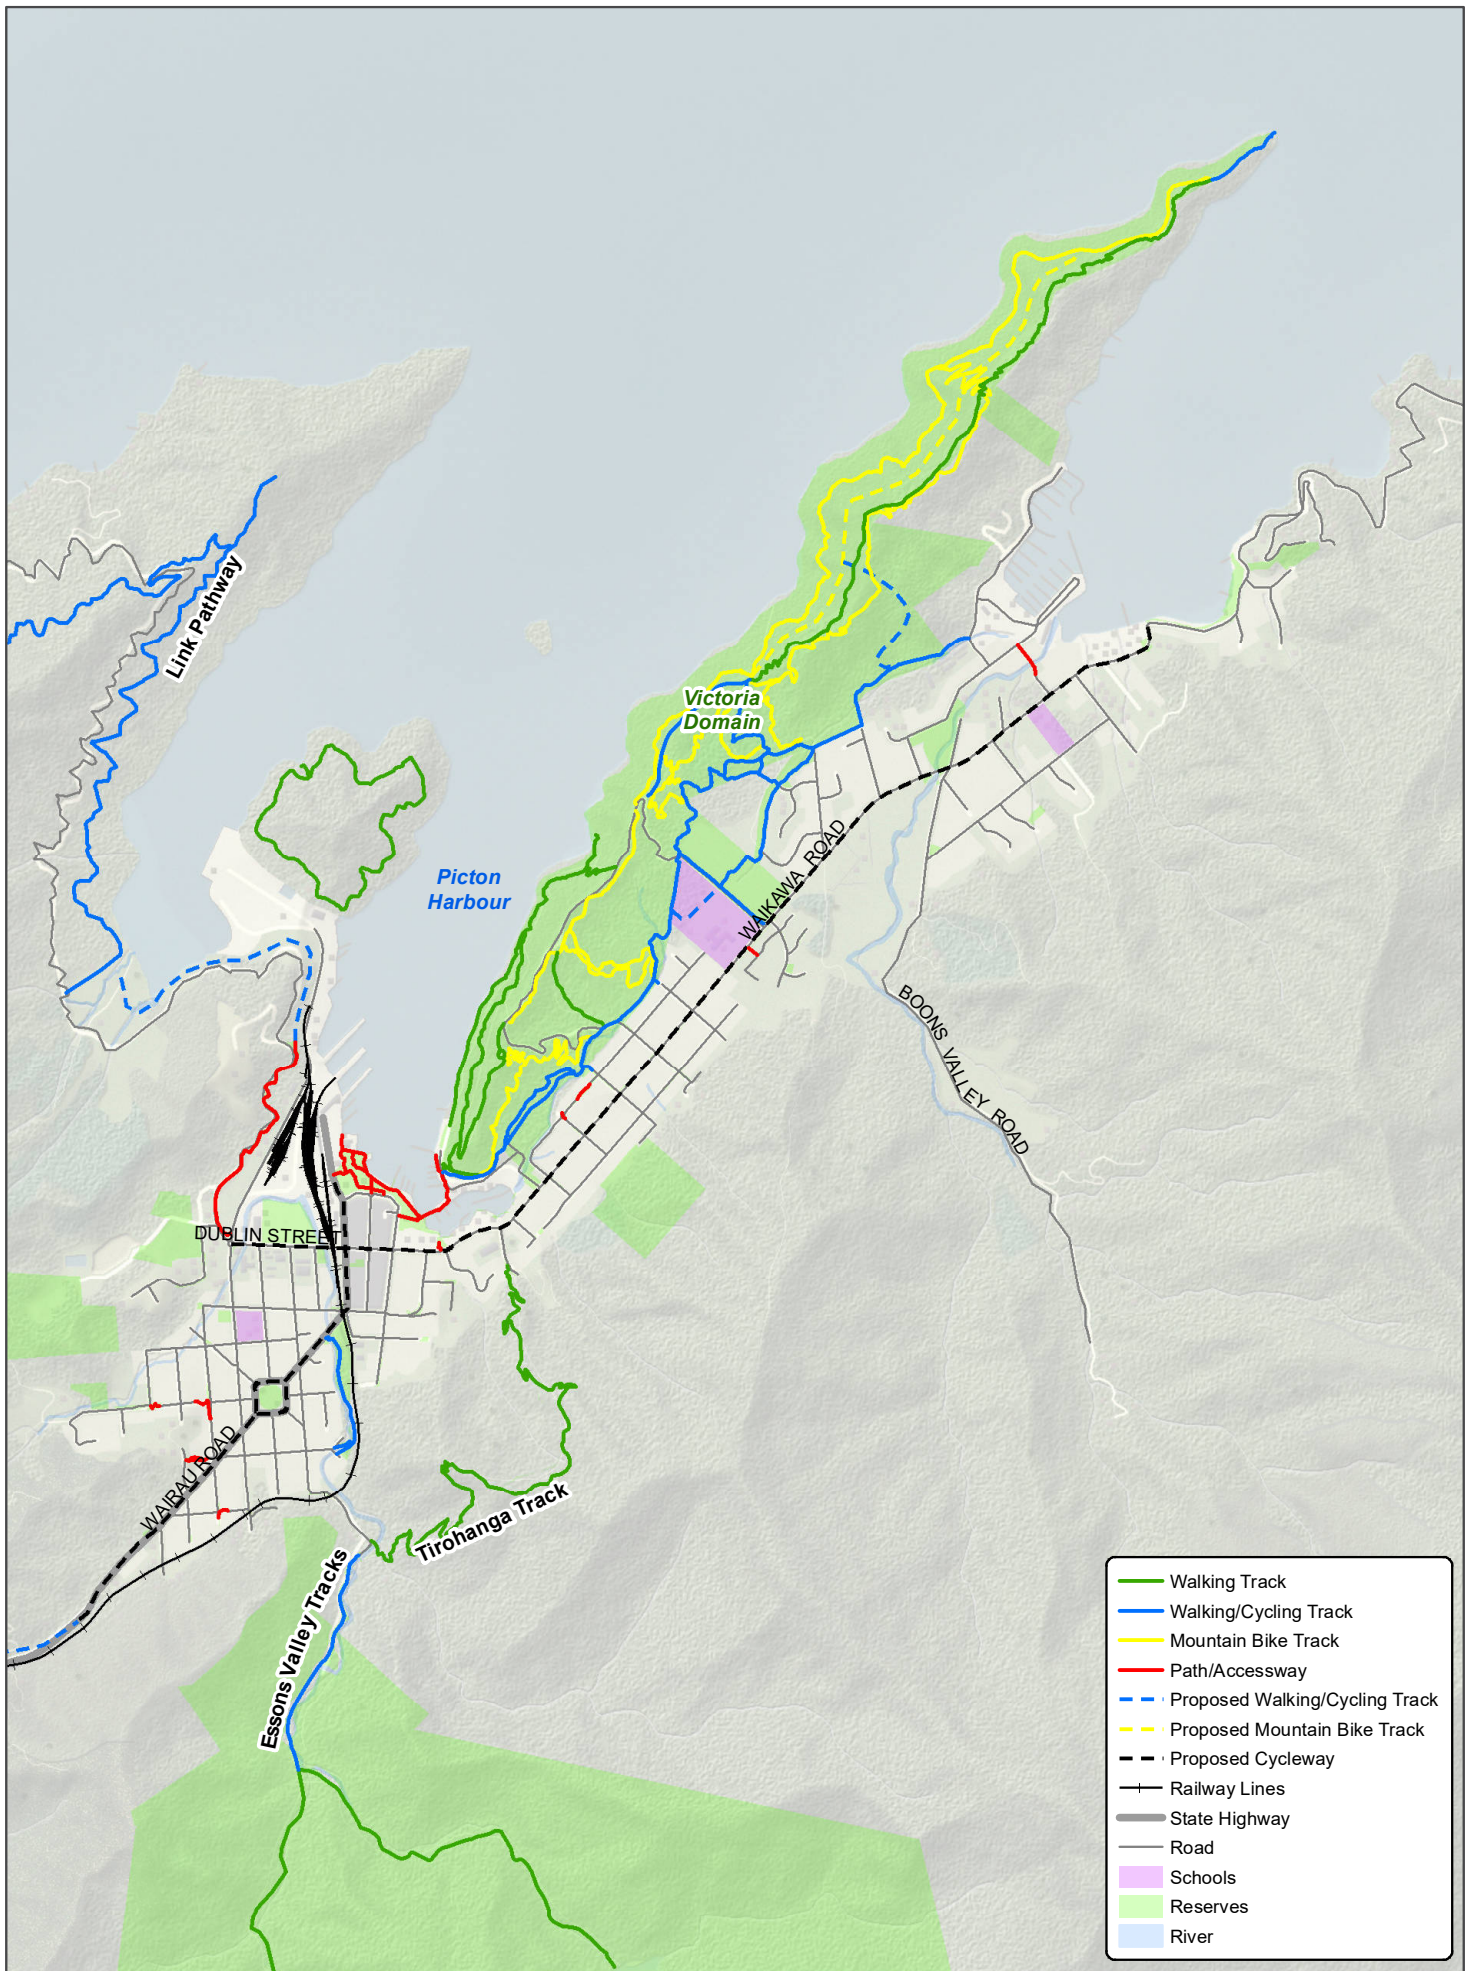 Link Pathway
Victoria
Domain
Picton
Harbour
WAIKAWA ROAD
BOONS VALLEY ROAD
DUBLIN STREET
WAIRAU ROAD
Tirohanga Track
Essons Valley Tracks
Walking Track
Walking/Cycling Track
Mountain Bike Track
Path/Accessway
Proposed Walking/Cycling Track
Proposed Mountain Bike Track
Proposed Cycleway
Railway Lines
State Highway
Road
Schools
Reserves
River